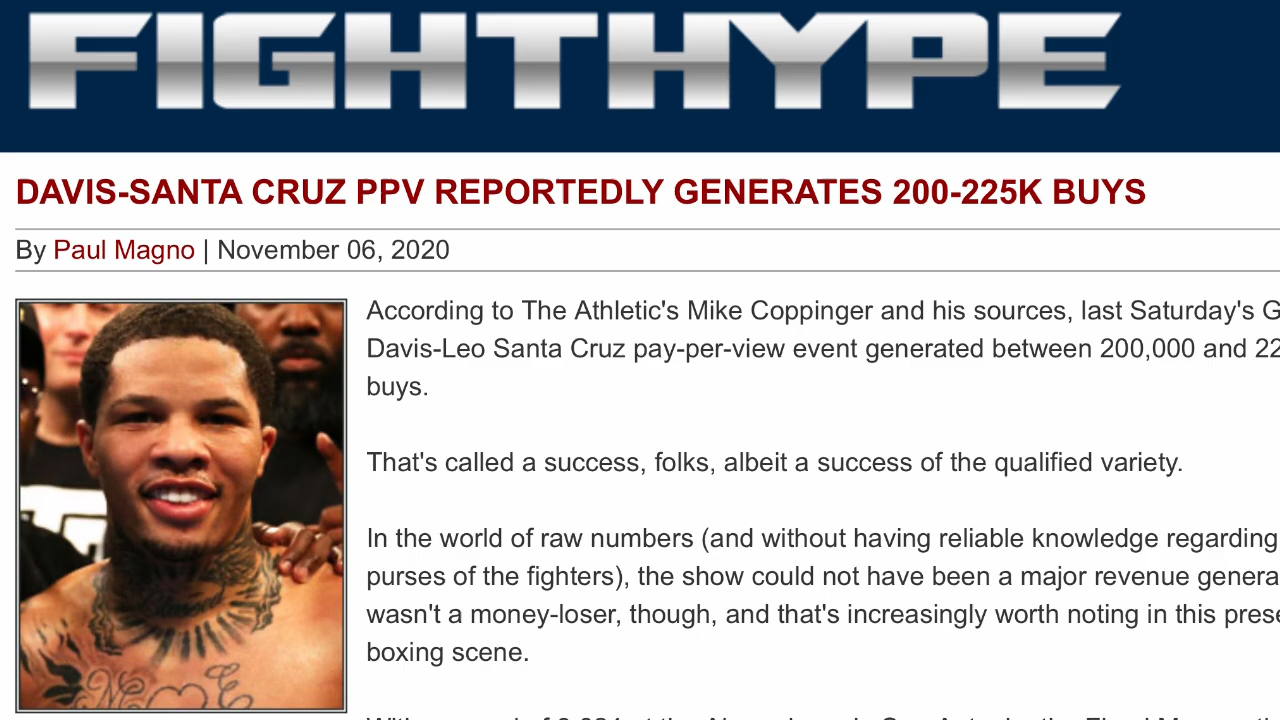 FIGHTHYPE
DAVIS-SANTA CRUZ PPV REPORTEDLY GENERATES 200-225K BUYS
By Paul Magno | November 06, 2020
According to The Athletic's Mike Coppinger and his sources, last Saturday's G
Davis-Leo Santa Cruz pay-per-view event generated between 200,000 and 22
buys.
That's called a success, folks, albeit a success of the qualified variety.
In the world of raw numbers (and without having reliable knowledge regarding
purses of the fighters), the show could not have been a major revenue genera
wasn't a money-loser, though, and that's increasingly worth noting in this prese
boxing scene.